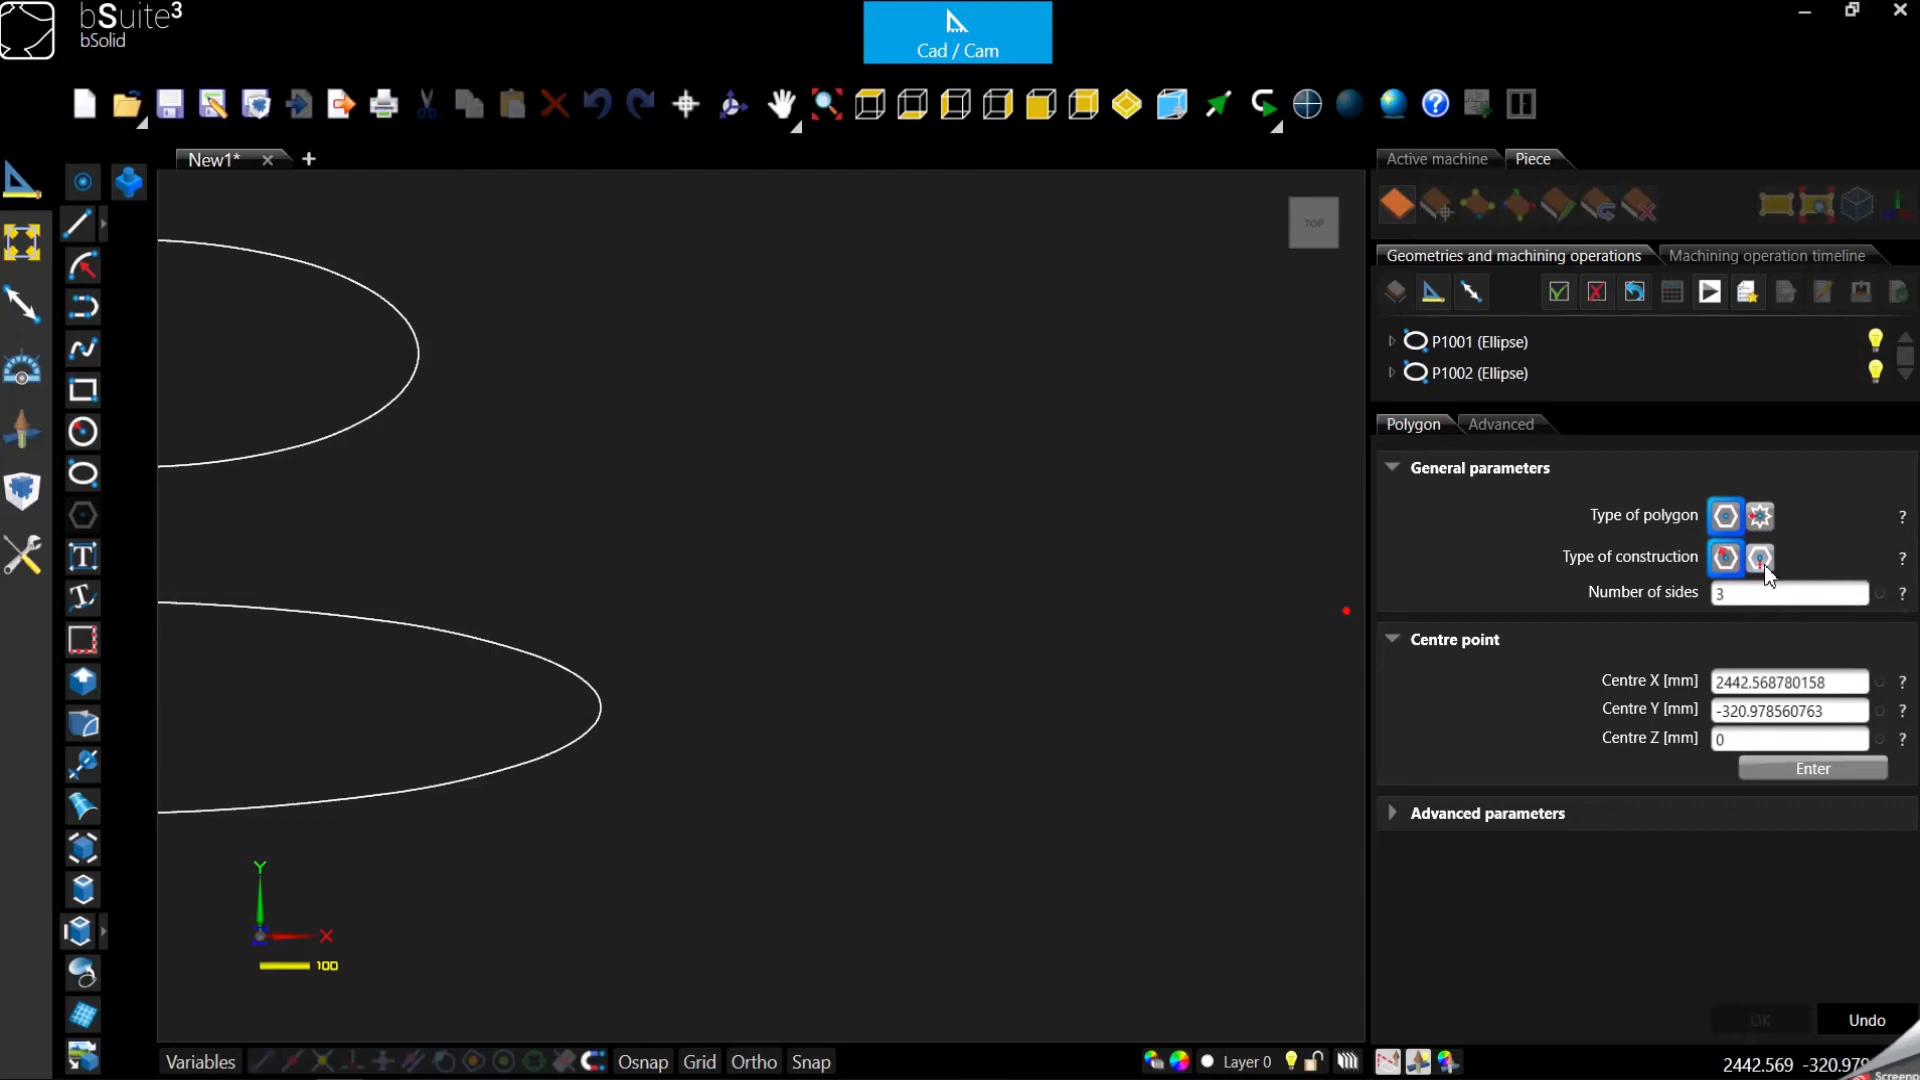 bSuite³
bSolid
Cad / Cam
New1*
TOP
Active machine
Piece
Geometries and machining operations
Machining operation timeline
P1001 (Ellipse)
P1002 (Ellipse)
Polygon
Advanced
General parameters
Type of polygon
?
Type of construction
?
Number of sides
3
?
Centre point
Centre X [mm]
2442.568780158
?
Centre Y [mm]
-320.978560763
?
Centre Z [mm]
0
?
Enter
Advanced parameters
Y
X
100
OK
Undo
Variables
Osnap
Grid
Ortho
Snap
Layer 0
2442.569 -320.979